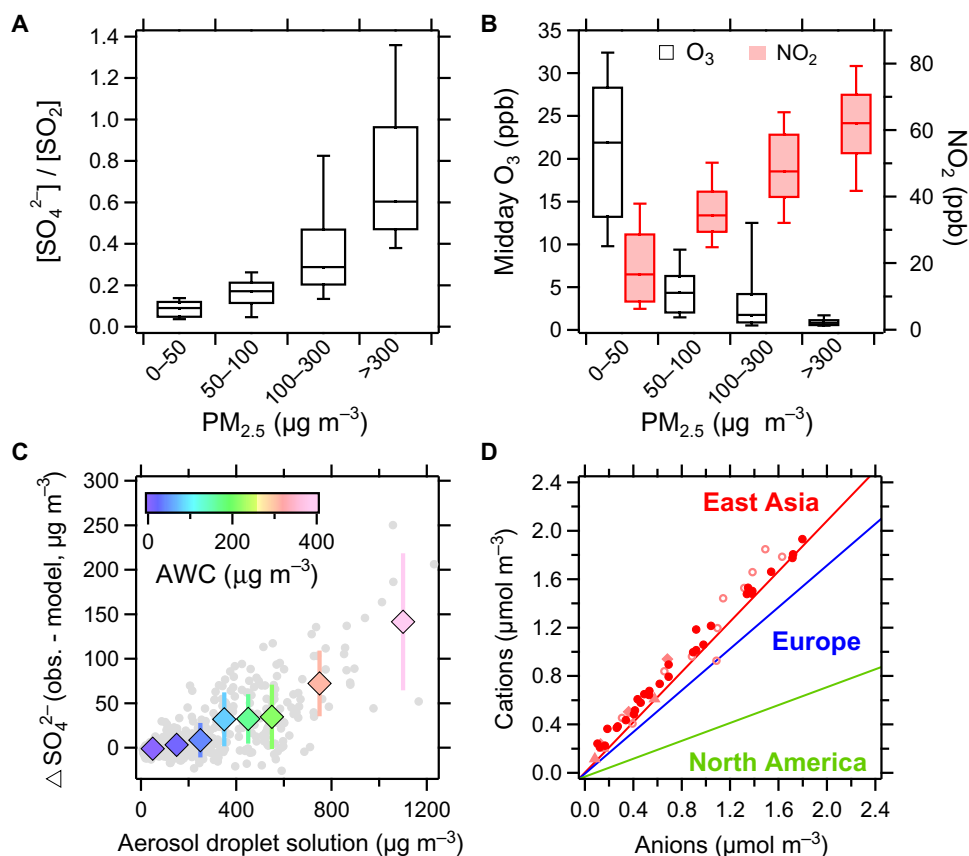 A
1.4
1.2
1.0
0.8
0.6
0.4
0.2
0.0
[SO₄²⁻] / [SO₂]
0–50
50–100
100–300
>300
PM₂.₅ (µg m⁻³)
B
35
30
25
20
15
10
5
0
Midday O₃ (ppb)
O₃
NO₂
80
60
40
20
0
NO₂ (ppb)
0–50
50–100
100–300
>300
PM₂.₅ (µg m⁻³)
C
300
250
200
150
100
50
0
△SO₄²⁻ (obs. - model, µg m⁻³)
0 200 400
AWC (µg m⁻³)
0 400 800 1200
Aerosol droplet solution (µg m⁻³)
D
2.4
2.0
1.6
1.2
0.8
0.4
0.0
Cations (µmol m⁻³)
East Asia
Europe
North America
0.0 0.4 0.8 1.2 1.6 2.0 2.4
Anions (µmol m⁻³)